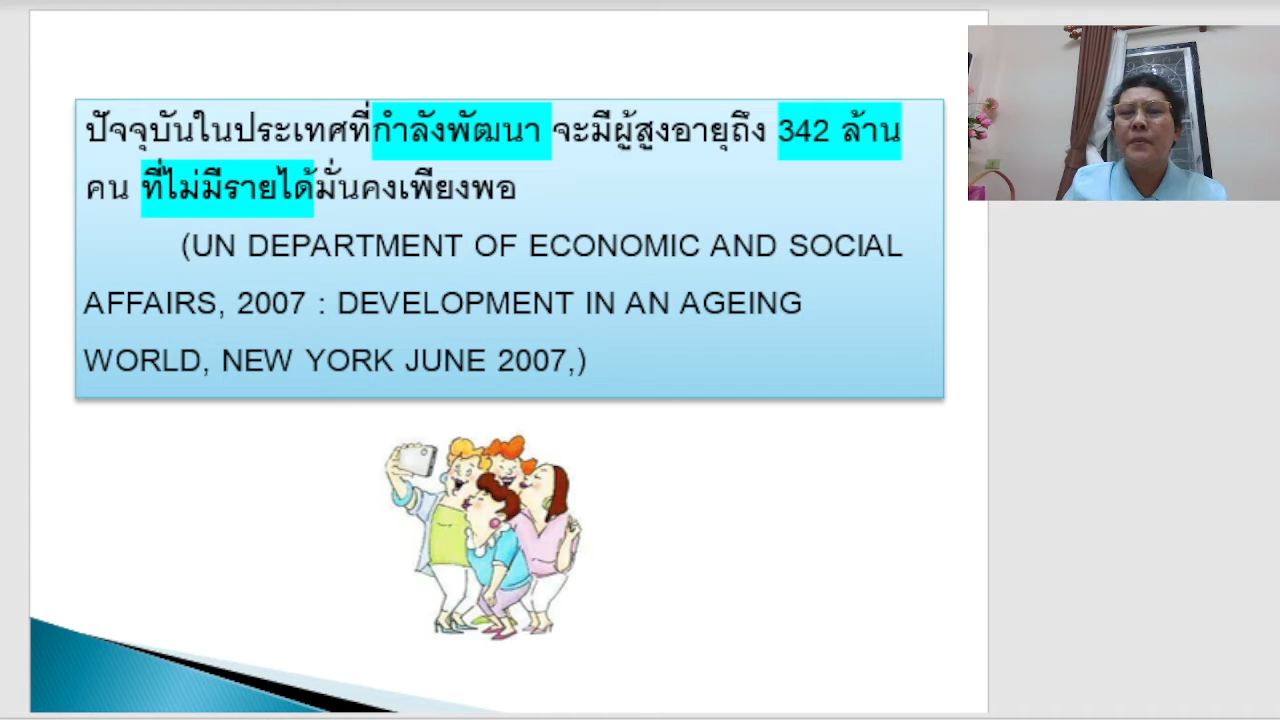 ปัจจุบันในประเทศที่กำลังพัฒนา จะมีผู้สูงอายุถึง 342 ล้าน
คน ที่ไม่มีรายได้มั่นคงเพียงพอ
(UN DEPARTMENT OF ECONOMIC AND SOCIAL
AFFAIRS, 2007 : DEVELOPMENT IN AN AGEING
WORLD, NEW YORK JUNE 2007,)